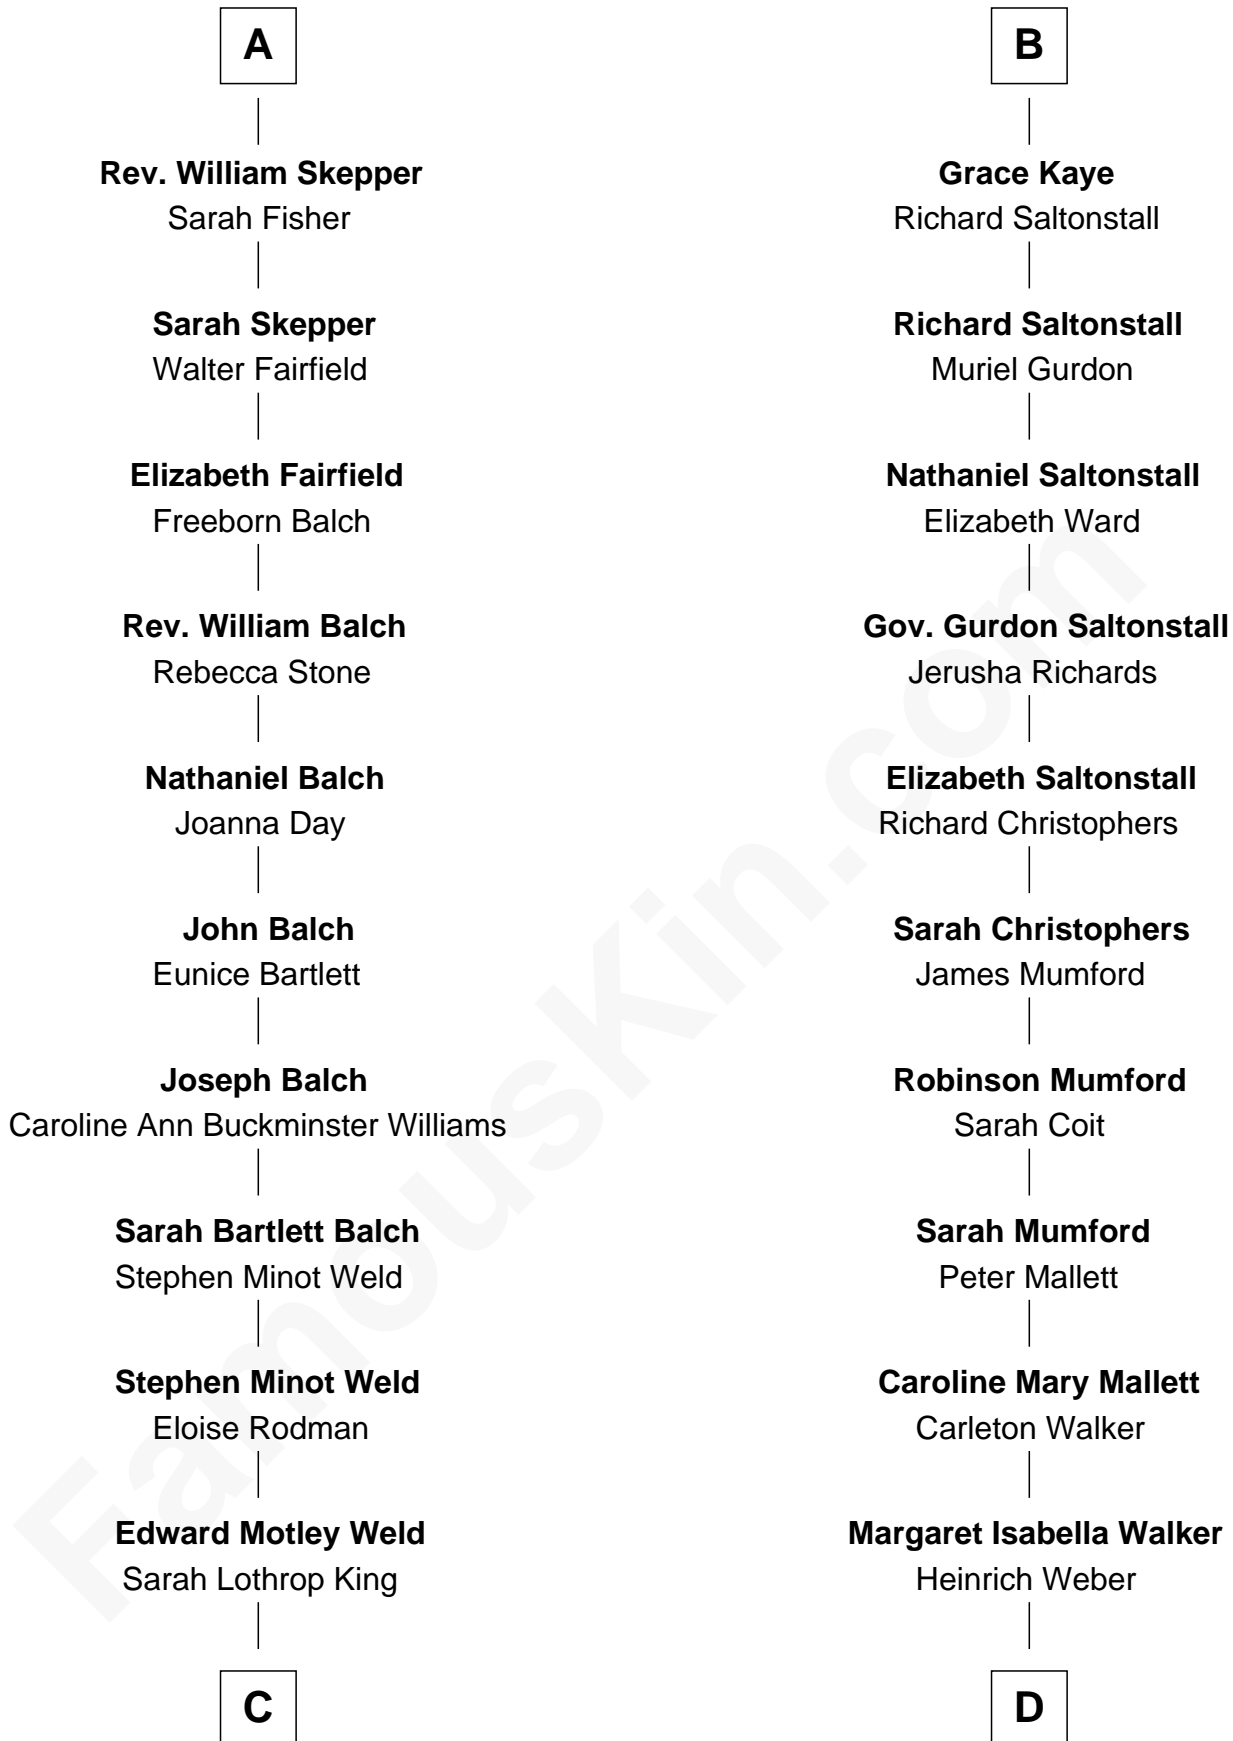 A
Rev. William Skepper
Sarah Fisher
Sarah Skepper
Walter Fairfield
Elizabeth Fairfield
Freeborn Balch
Rev. William Balch
Rebecca Stone
Nathaniel Balch
Joanna Day
John Balch
Eunice Bartlett
Joseph Balch
Caroline Ann Buckminster Williams
Sarah Bartlett Balch
Stephen Minot Weld
Stephen Minot Weld
Eloise Rodman
Edward Motley Weld
Sarah Lothrop King
C
B
Grace Kaye
Richard Saltonstall
Richard Saltonstall
Muriel Gurdon
Nathaniel Saltonstall
Elizabeth Ward
Gov. Gurdon Saltonstall
Jerusha Richards
Elizabeth Saltonstall
Richard Christophers
Sarah Christophers
James Mumford
Robinson Mumford
Sarah Coit
Sarah Mumford
Peter Mallett
Caroline Mary Mallett
Carleton Walker
Margaret Isabella Walker
Heinrich Weber
D
FamousKin.com